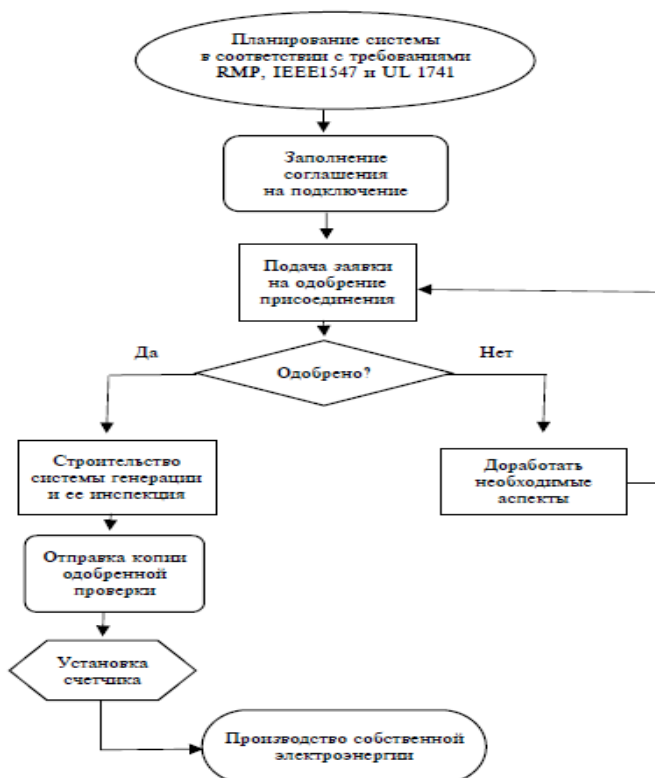 Планирование системы
в соответствии с требованиями
RMP, IEEE1547 и UL 1741
Заполнение
соглашения
на подключение
Подача заявки
на одобрение
присоединения
Да
Нет
Одобрено?
Строительство
системы генерации
и ее инспекция
Доработать
необходимые
аспекты
Отправка копии
одобренной
проверки
Установка
счетчика
Производство собственной
электроэнергии